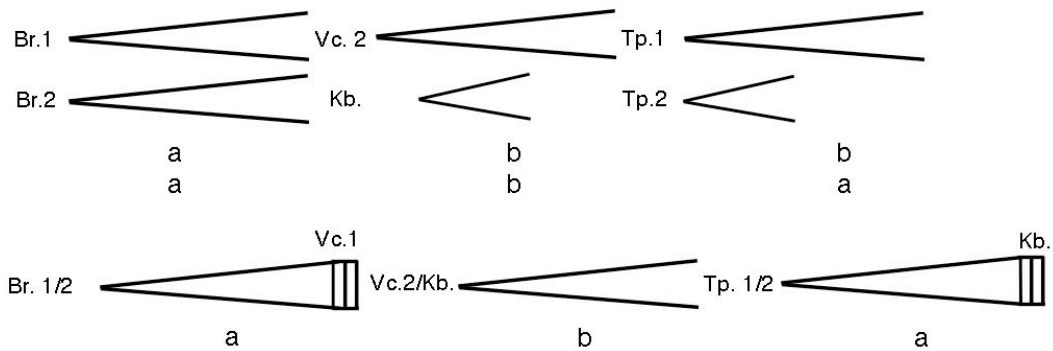 Br.1 Vc. 2 Tp.1
Br.2 Kb. Tp.2
a b b
a b a
Vc.1 Kb.
Br. 1/2 Vc.2/Kb. Tp. 1/2
a b a